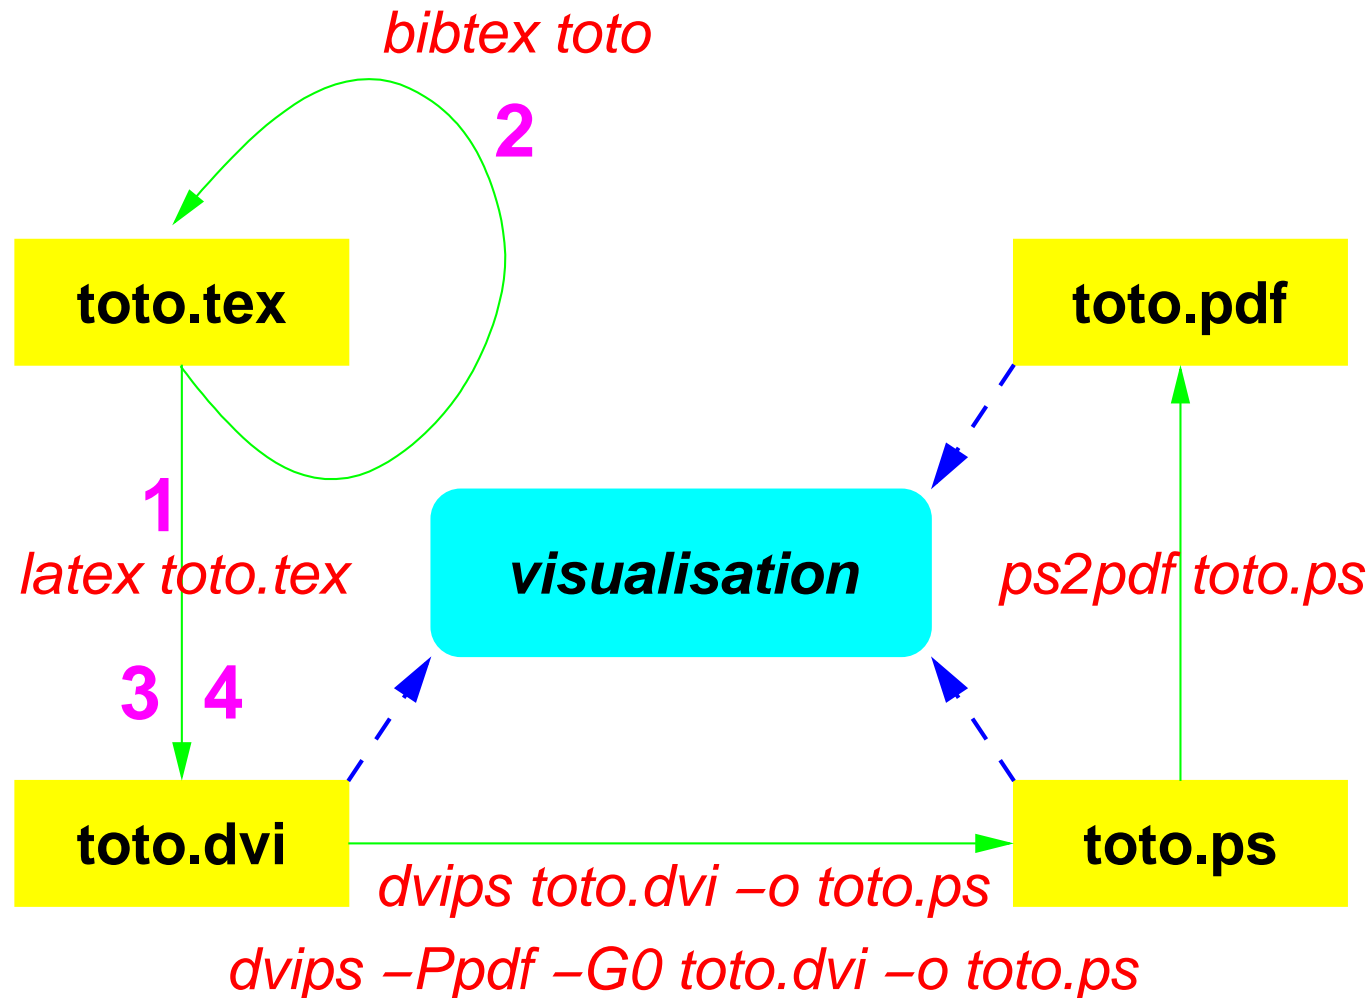 bibtex toto
2
toto.tex
toto.pdf
1
latex toto.tex
visualisation
ps2pdf toto.ps
3 4
toto.dvi
toto.ps
dvips toto.dvi –o toto.ps
dvips –Ppdf –G0 toto.dvi –o toto.ps